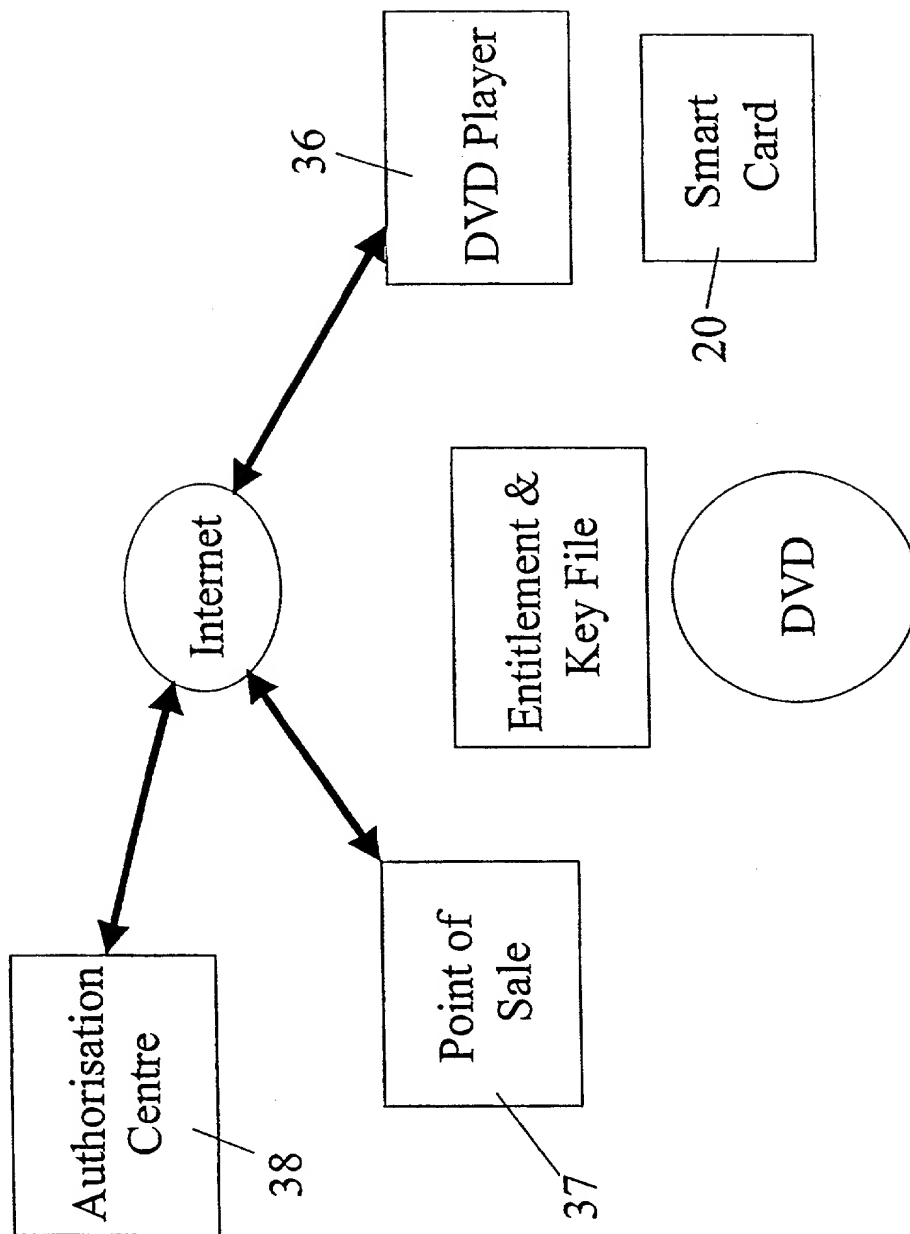 Authorisation
Centre
38
Internet
36
DVD Player
Point of
Sale
37
Entitlement &
Key File
DVD
20
Smart
Card